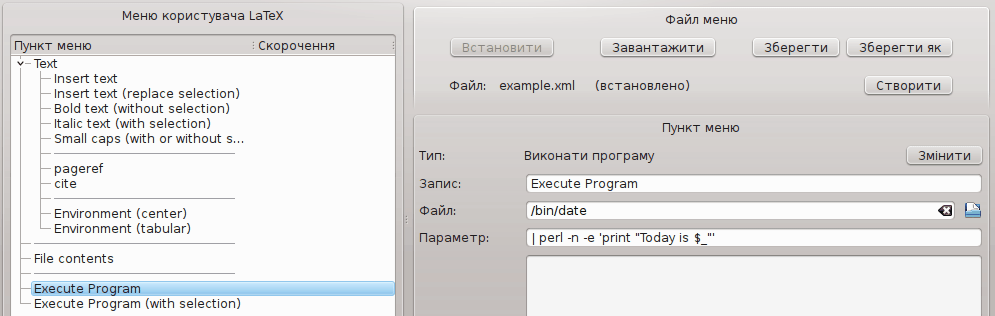 Меню користувача LaTeX
Пункт меню Скорочення
Text
Insert text
Insert text (replace selection)
Bold text (without selection)
Italic text (with selection)
Small caps (with or without s...
pageref
cite
Environment (center)
Environment (tabular)
File contents
Execute Program
Execute Program (with selection)
Файл меню
Встановити Завантажити Зберегти Зберегти як
Файл: example.xml (встановлено) Створити
Пункт меню
Тип: Виконати програму Змінити
Запис: Execute Program
Файл: /bin/date
Параметр: | perl -n -e 'print "Today is $_"'